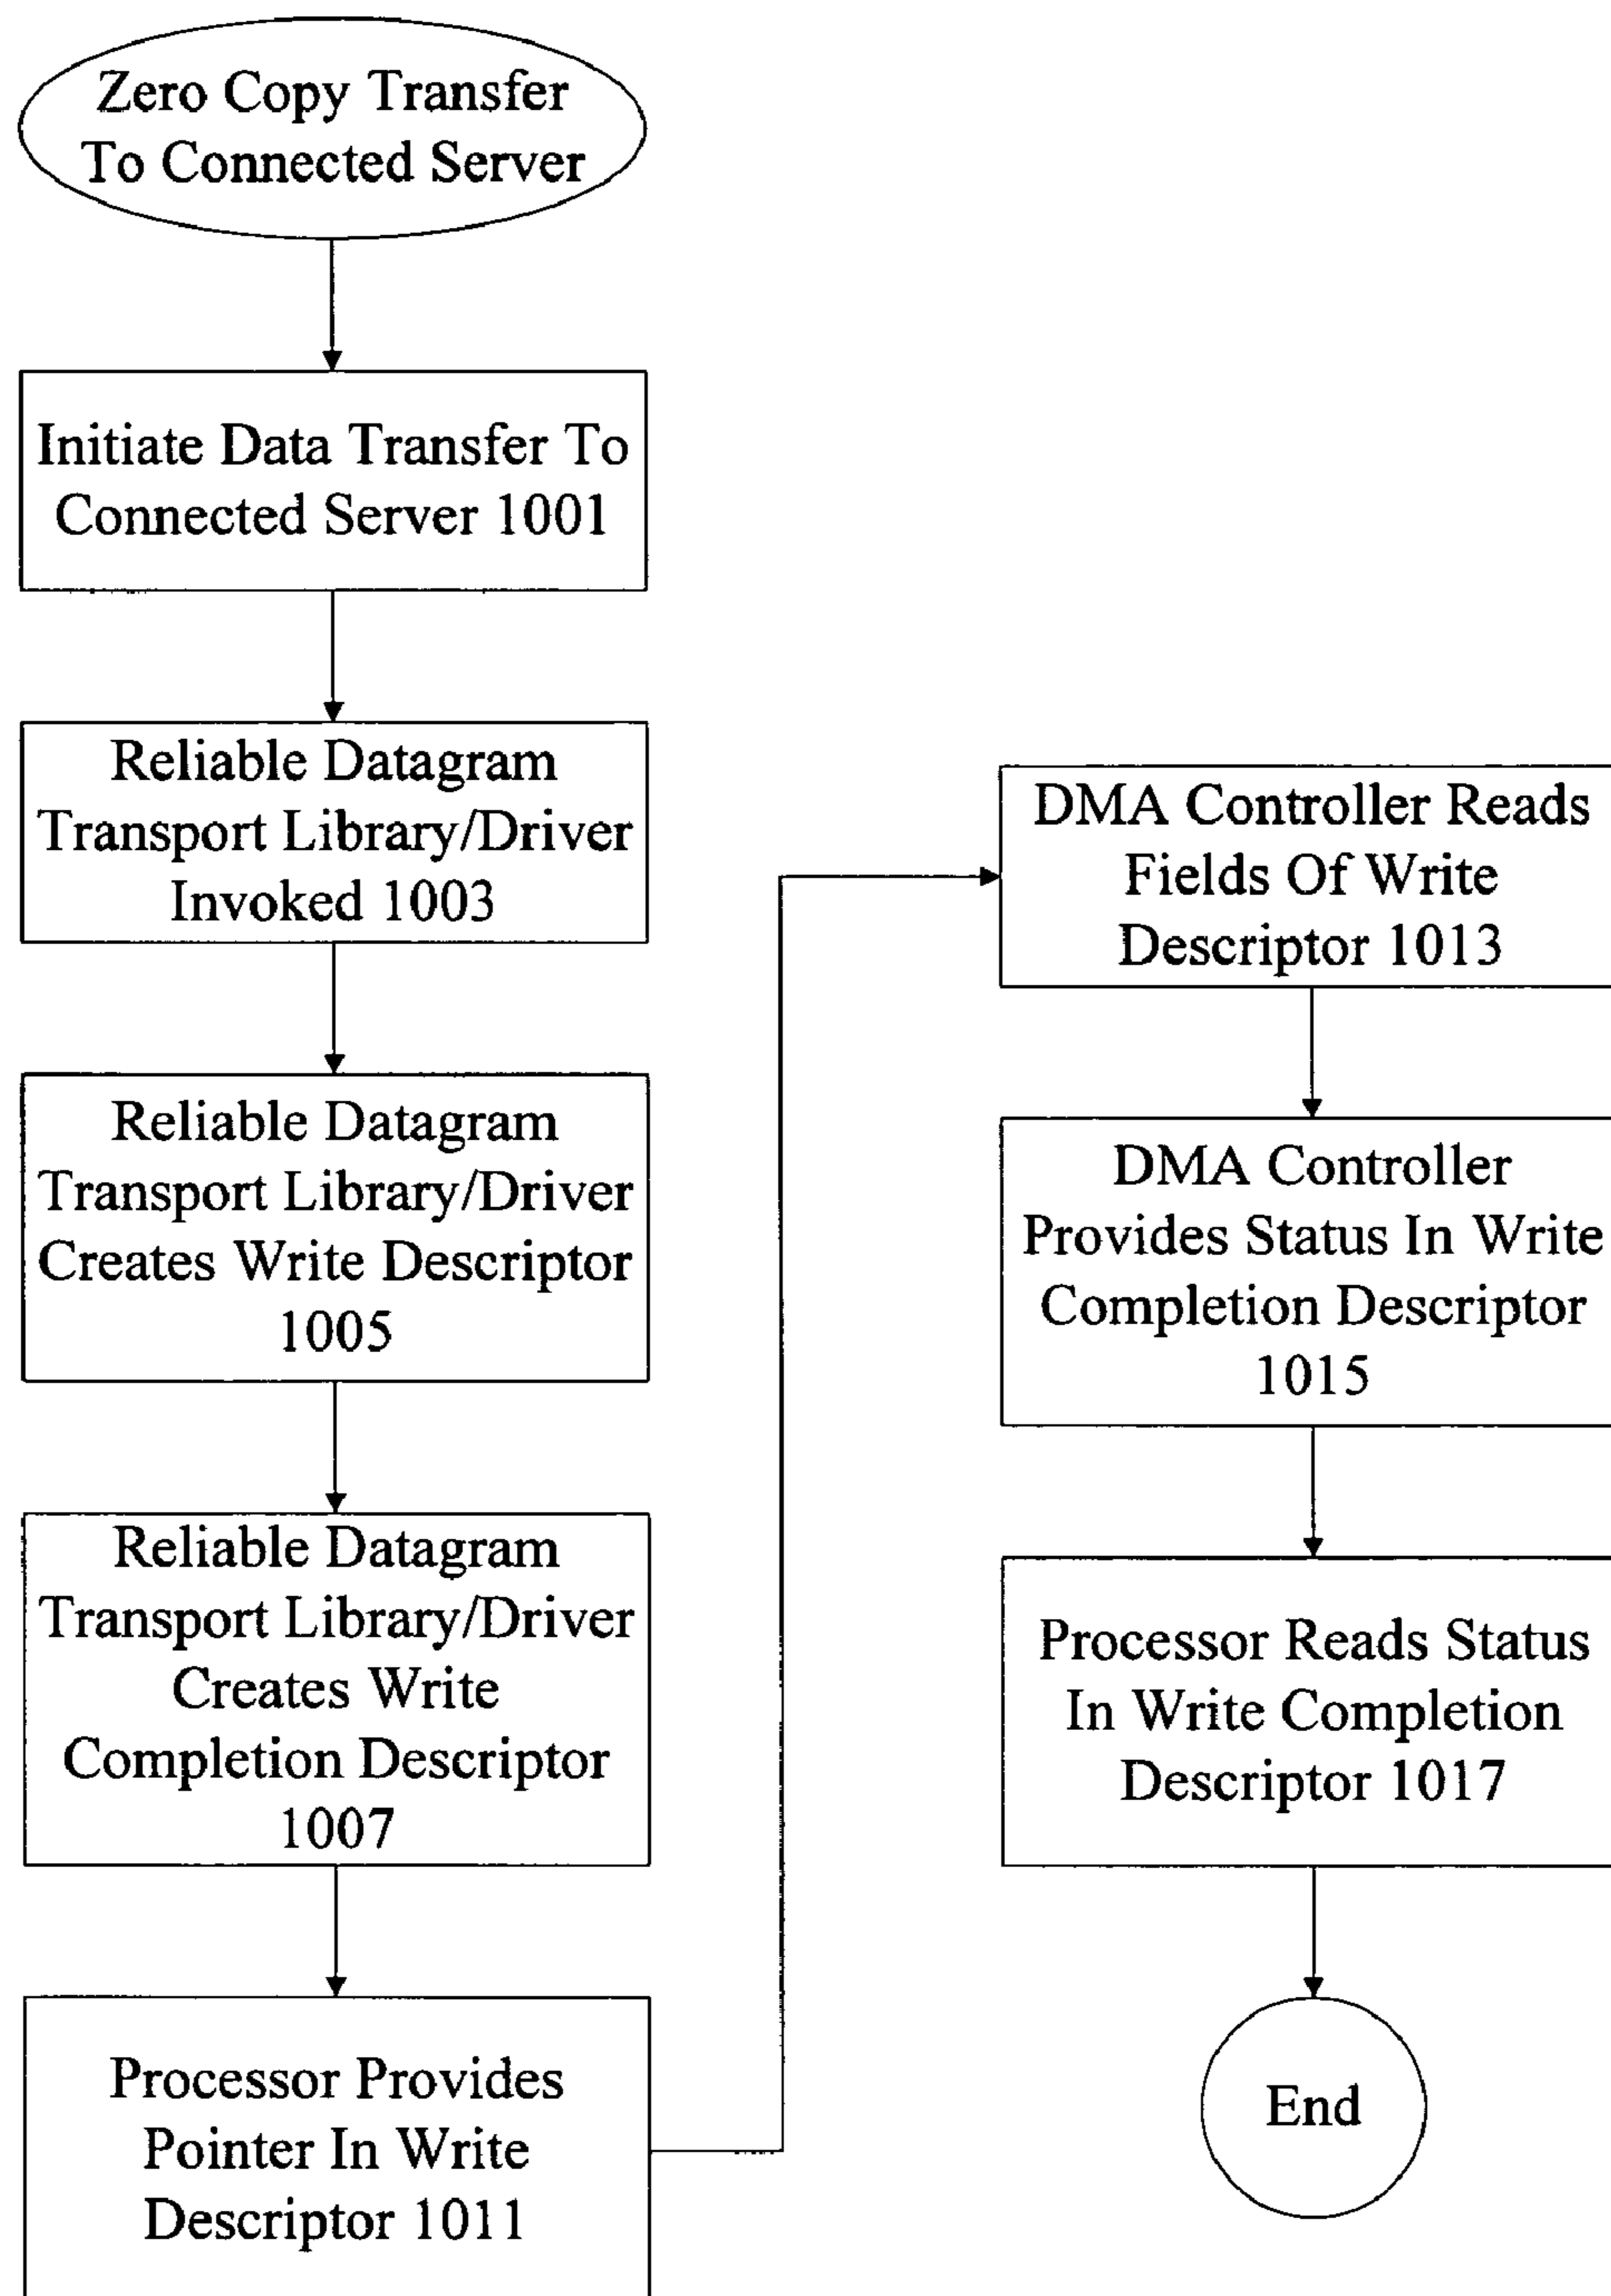 Zero Copy Transfer
To Connected Server
Initiate Data Transfer To
Connected Server 1001
Reliable Datagram
Transport Library/Driver
Invoked 1003
Reliable Datagram
Transport Library/Driver
Creates Write Descriptor
1005
Reliable Datagram
Transport Library/Driver
Creates Write
Completion Descriptor
1007
Processor Provides
Pointer In Write
Descriptor 1011
DMA Controller Reads
Fields Of Write
Descriptor 1013
DMA Controller
Provides Status In Write
Completion Descriptor
1015
Processor Reads Status
In Write Completion
Descriptor 1017
End